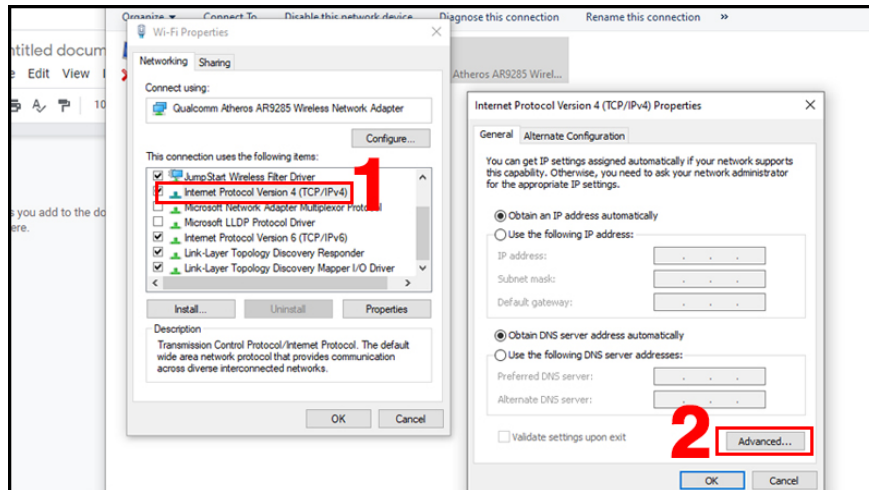 Organize Connect To Disable this network device Diagnose this connection Rename this connection »
ntitled docum
e Edit View
10
s you add to the do
ere.
Atheros AR9285 Wirel...
Wi-Fi Properties
Networking Sharing
Connect using:
Qualcomm Atheros AR9285 Wireless Network Adapter
Configure...
This connection uses the following items:
JumpStart Wireless Filter Driver
Internet Protocol Version 4 (TCP/IPv4)
1
Microsoft Network Adapter Multiplexor Protocol
Microsoft LLDP Protocol Driver
Internet Protocol Version 6 (TCP/IPv6)
Link-Layer Topology Discovery Responder
Link-Layer Topology Discovery Mapper I/O Driver
Install... Uninstall Properties
Description
Transmission Control Protocol/Internet Protocol. The default
wide area network protocol that provides communication
across diverse interconnected networks.
OK Cancel
Internet Protocol Version 4 (TCP/IPv4) Properties
General Alternate Configuration
You can get IP settings assigned automatically if your network supports
this capability. Otherwise, you need to ask your network administrator
for the appropriate IP settings.
Obtain an IP address automatically
Use the following IP address:
IP address:
Subnet mask:
Default gateway:
Obtain DNS server address automatically
Use the following DNS server addresses:
Preferred DNS server:
Alternate DNS server:
Validate settings upon exit
2
Advanced...
OK Cancel